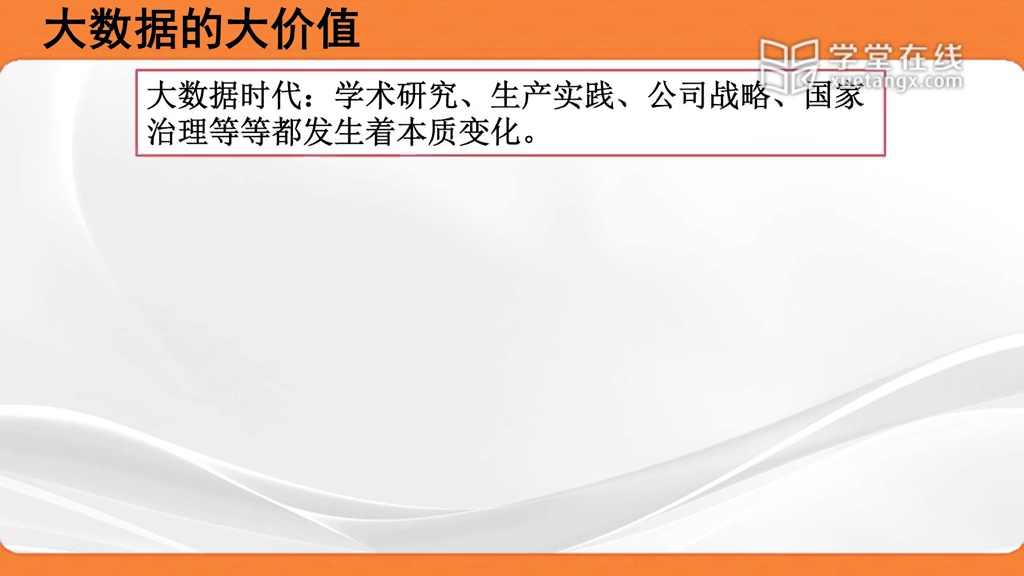 大数据的大价值
学堂在线
xuetangx.com
大数据时代：学术研究、生产实践、公司战略、国家
治理等等都发生着本质变化。